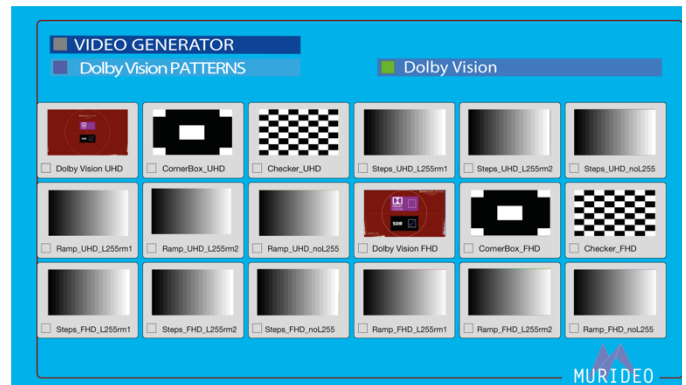 VIDEO GENERATOR
Dolby Vision PATTERNS
Dolby Vision
Dolby Vision UHD
CornerBox_UHD
Checker_UHD
Steps_UHD_L255rm1
Steps_UHD_L255rm2
Steps_UHD_noL255
Ramp_UHD_L255rm1
Ramp_UHD_L255rm2
Ramp_UHD_noL255
SDR
Dolby Vision FHD
CornerBox_FHD
Checker_FHD
Steps_FHD_L255rm1
Steps_FHD_L255rm2
Steps_FHD_noL255
Ramp_FHD_L255rm1
Ramp_FHD_L255rm2
Ramp_FHD_noL255
MURIDEO